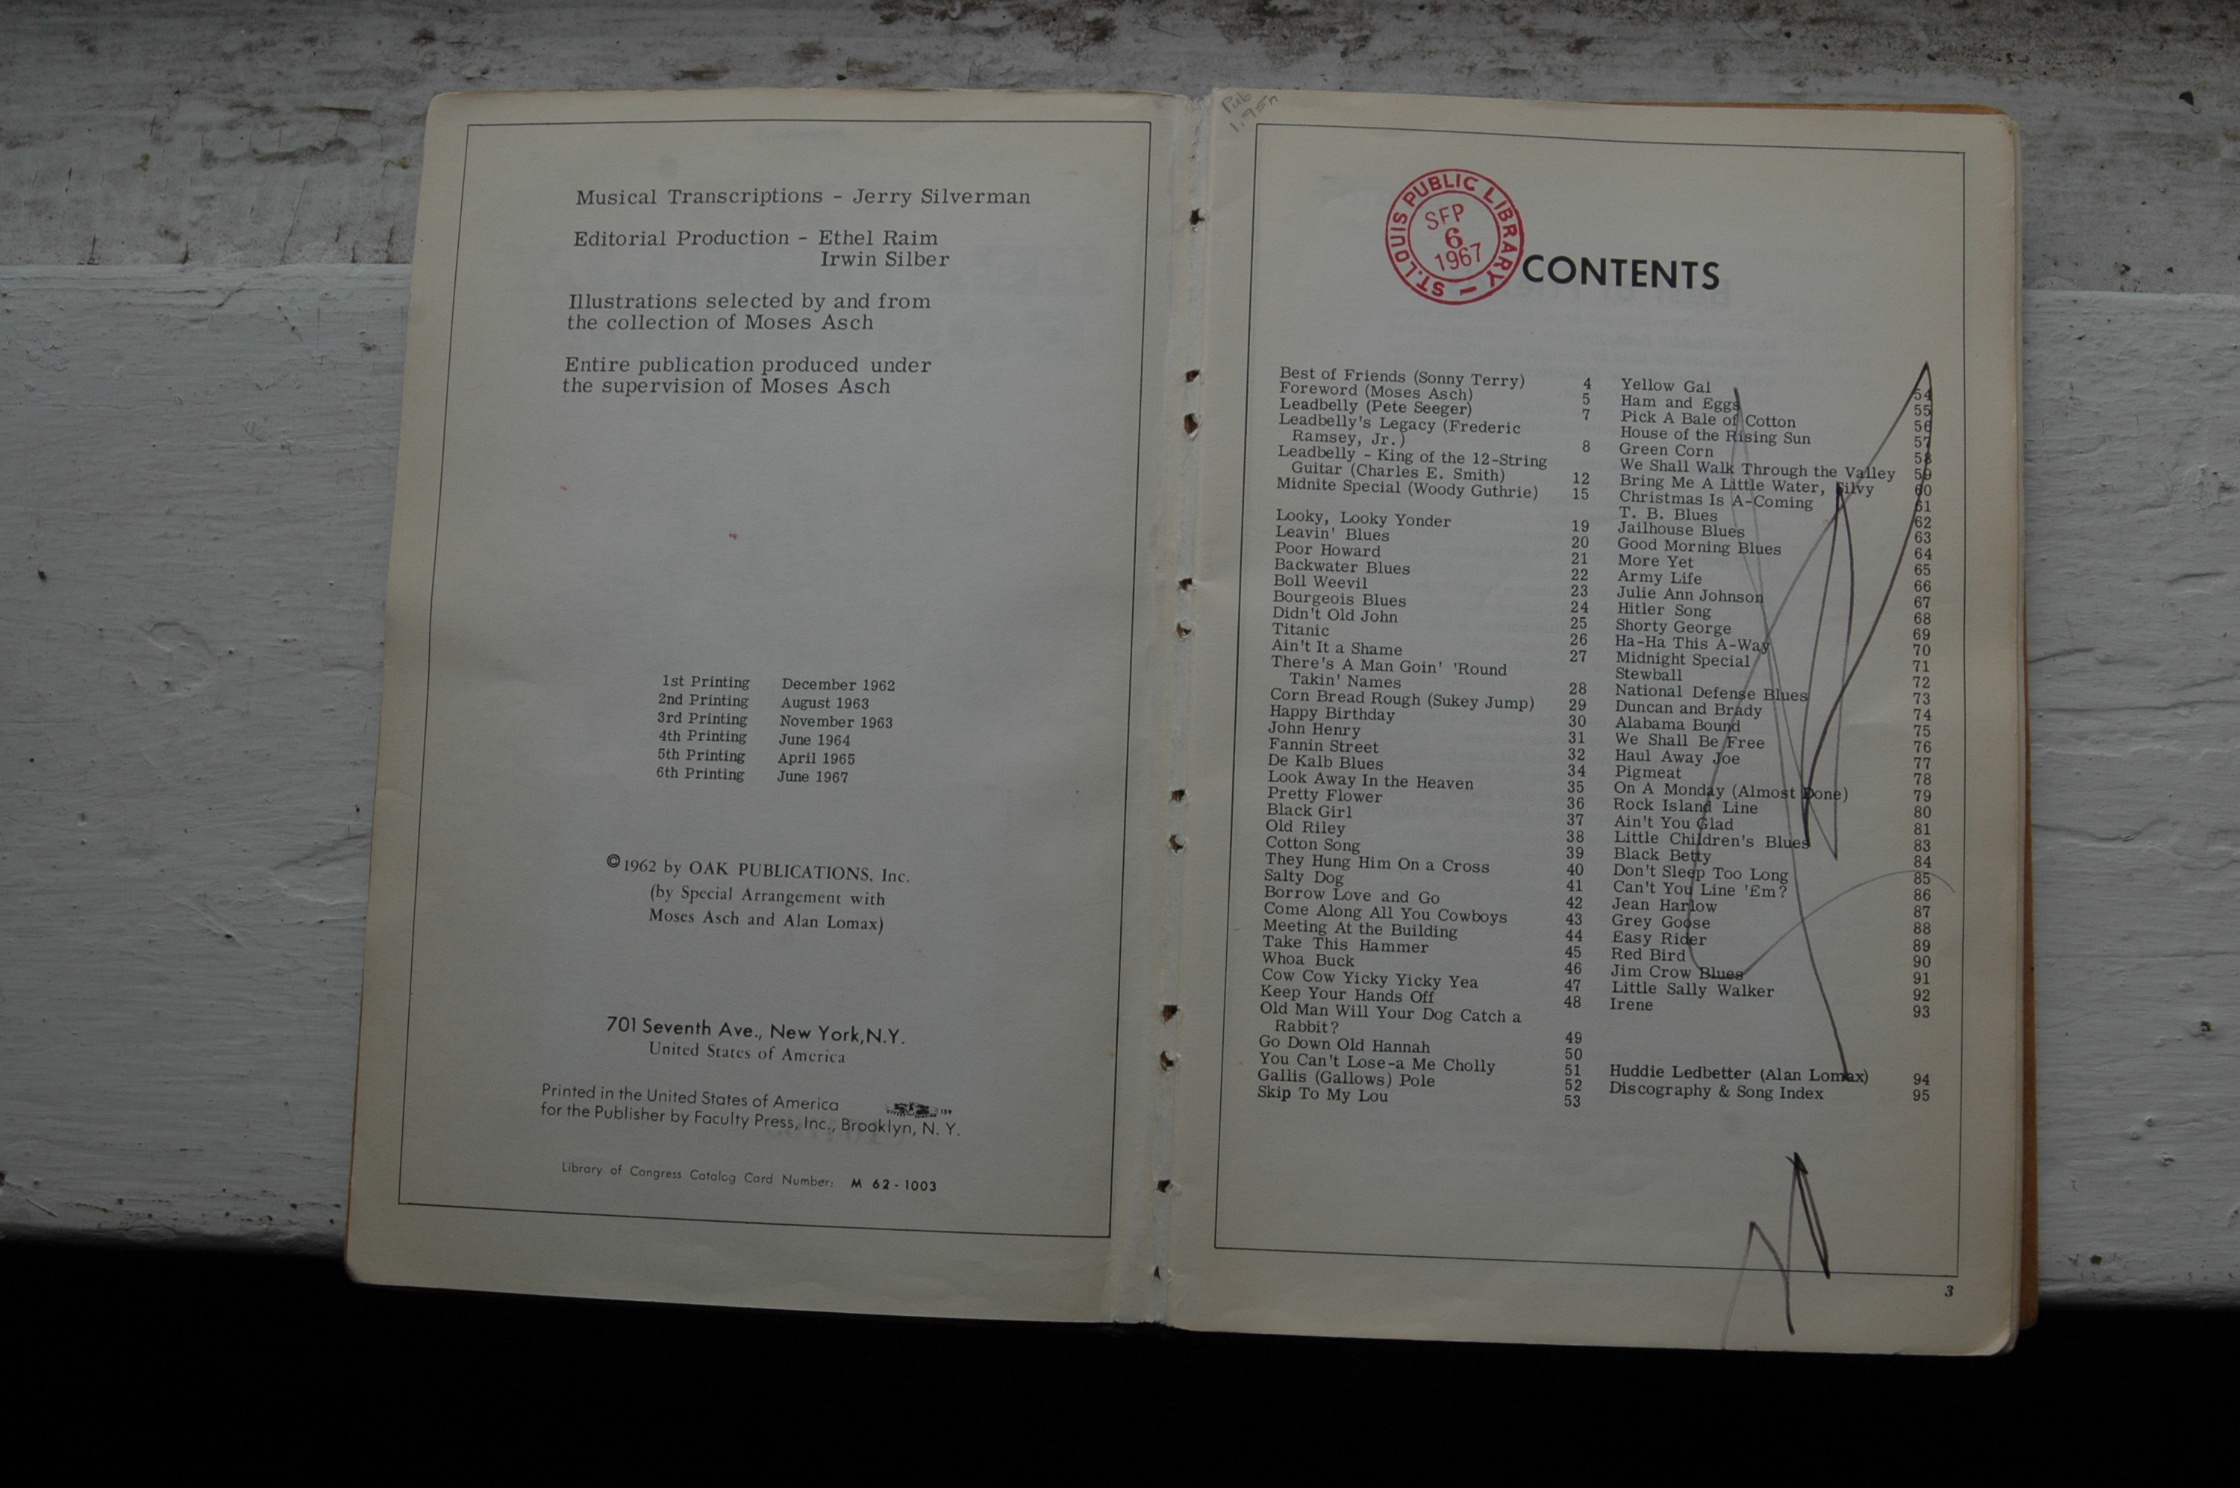 Musical Transcriptions - Jerry Silverman
Editorial Production - Ethel Raim
Irwin Silber
Illustrations selected by and from
the collection of Moses Asch
Entire publication produced under
the supervision of Moses Asch
1st Printing December 1962
2nd Printing August 1963
3rd Printing November 1963
4th Printing June 1964
5th Printing April 1965
6th Printing June 1967
©1962 by OAK PUBLICATIONS, Inc.
(by Special Arrangement with
Moses Asch and Alan Lomax)
701 Seventh Ave., New York, N.Y.
United States of America
Printed in the United States of America
for the Publisher by Faculty Press, Inc., Brooklyn, N. Y.
Library of Congress Catalog Card Number: M 62-1003
ST. LOUIS PUBLIC LIBRARY
SEP
6
1967
CONTENTS
Best of Friends (Sonny Terry) 4
Foreword (Moses Asch) 5
Leadbelly (Pete Seeger) 7
Leadbelly's Legacy (Frederic
Ramsey, Jr.) 8
Leadbelly - King of the 12-String
Guitar (Charles E. Smith) 12
Midnite Special (Woody Guthrie) 15
Looky, Looky Yonder 19
Leavin' Blues 20
Poor Howard 21
Backwater Blues 22
Boll Weevil 23
Bourgeois Blues 24
Didn't Old John 25
Titanic 26
Ain't It a Shame 27
There's A Man Goin' 'Round
Takin' Names 28
Corn Bread Rough (Sukey Jump) 29
Happy Birthday 30
John Henry 31
Fannin Street 32
De Kalb Blues 34
Look Away In the Heaven 35
Pretty Flower 36
Black Girl 37
Old Riley 38
Cotton Song 39
They Hung Him On a Cross 40
Salty Dog 41
Borrow Love and Go 42
Come Along All You Cowboys 43
Meeting At the Building 44
Take This Hammer 45
Whoa Buck 46
Cow Cow Yicky Yicky Yea 47
Keep Your Hands Off 48
Old Man Will Your Dog Catch a
Rabbit? 49
Go Down Old Hannah 50
You Can't Lose-a Me Cholly 51
Gallis (Gallows) Pole 52
Skip To My Lou 53
Yellow Gal 54
Ham and Eggs 55
Pick A Bale of Cotton 56
House of the Rising Sun 57
Green Corn 58
We Shall Walk Through the Valley 59
Bring Me A Little Water, Silvy 60
Christmas Is A-Coming 61
T. B. Blues 62
Jailhouse Blues 63
Good Morning Blues 64
More Yet 65
Army Life 66
Julie Ann Johnson 67
Hitler Song 68
Shorty George 69
Ha-Ha This A-Way 70
Midnight Special 71
Stewball 72
National Defense Blues 73
Duncan and Brady 74
Alabama Bound 75
We Shall Be Free 76
Haul Away Joe 77
Pigmeat 78
On A Monday (Almost Done) 79
Rock Island Line 80
Ain't You Glad 81
Little Children's Blues 83
Black Betty 84
Don't Sleep Too Long 85
Can't You Line 'Em? 86
Jean Harlow 87
Grey Goose 88
Easy Rider 89
Red Bird 90
Jim Crow Blues 91
Little Sally Walker 92
Irene 93
Huddie Ledbetter (Alan Lomax) 94
Discography & Song Index 95
3